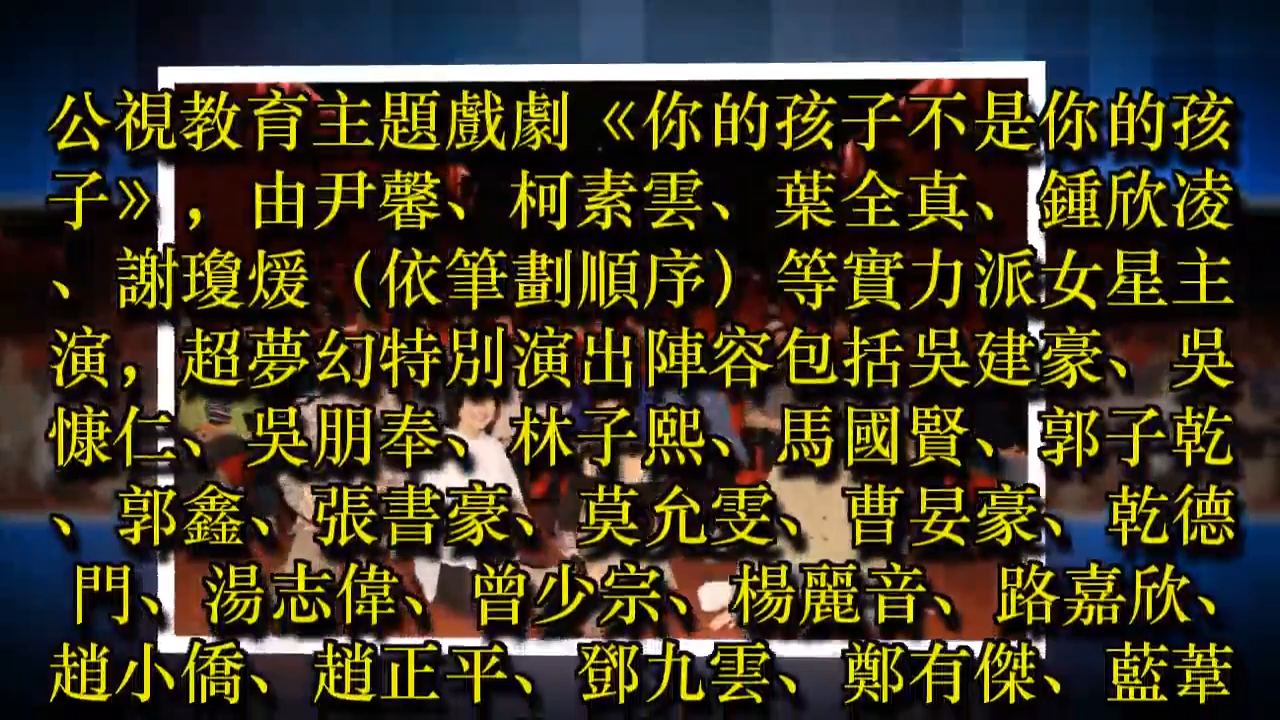 公視教育主題戲劇《你的孩子不是你的孩
子》，由尹馨、柯素雲、葉全真、鍾欣凌
、謝瓊煖（依筆劃順序）等實力派女星主
演，超夢幻特別演出陣容包括吳建豪、吳
慷仁、吳朋奉、林子熙、馬國賢、郭子乾
、郭鑫、張書豪、莫允雯、曹晏豪、乾德
門、湯志偉、曾少宗、楊麗音、路嘉欣、
趙小僑、趙正平、鄧九雲、鄭有傑、藍葦